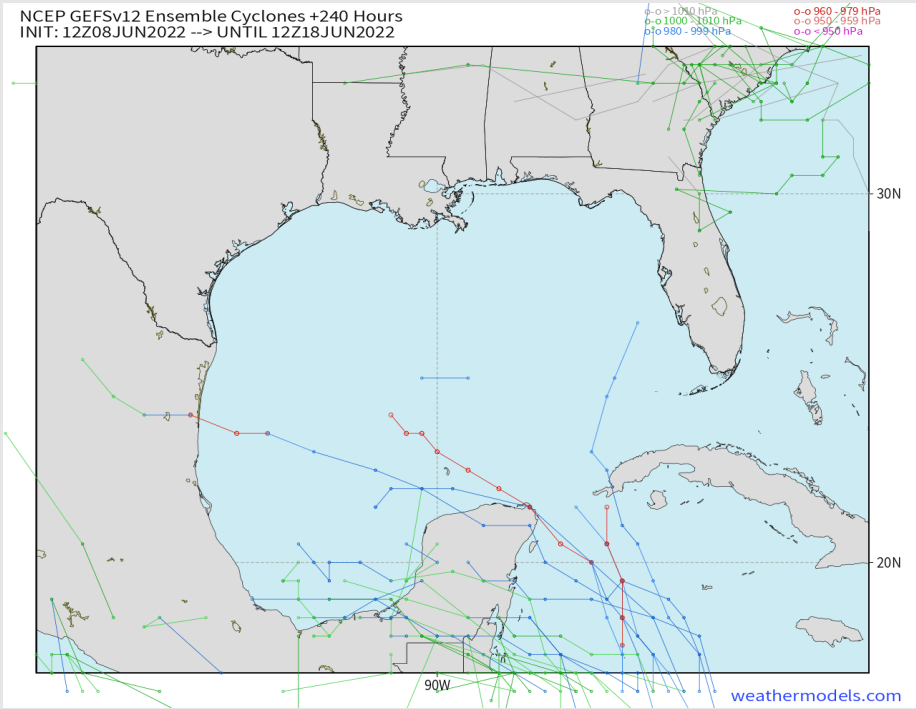 NCEP GEFSv12 Ensemble Cyclones +240 Hours
INIT: 12Z08JUN2022 --> UNTIL 12Z18JUN2022
o-o > 1010 hPa
o-o 1000 - 1010 hPa
o-o 980 - 999 hPa
o-o 960 - 979 hPa
o-o 950 - 959 hPa
o-o < 950 hPa
30N
20N
90W
weathermodels.com